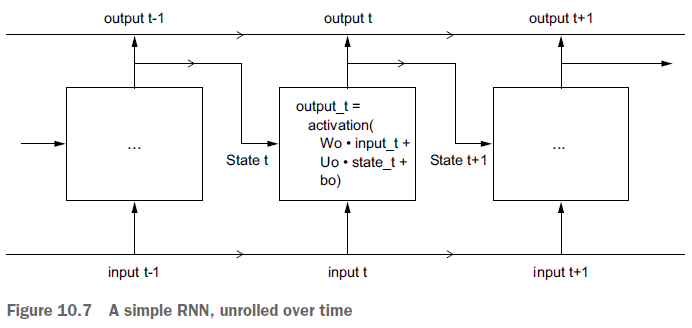 output t-1
output t
output t+1
...
output_t =
activation(
Wo • input_t +
Uo • state_t +
bo)
...
State t
State t+1
input t-1
input t
input t+1
Figure 10.7 A simple RNN, unrolled over time